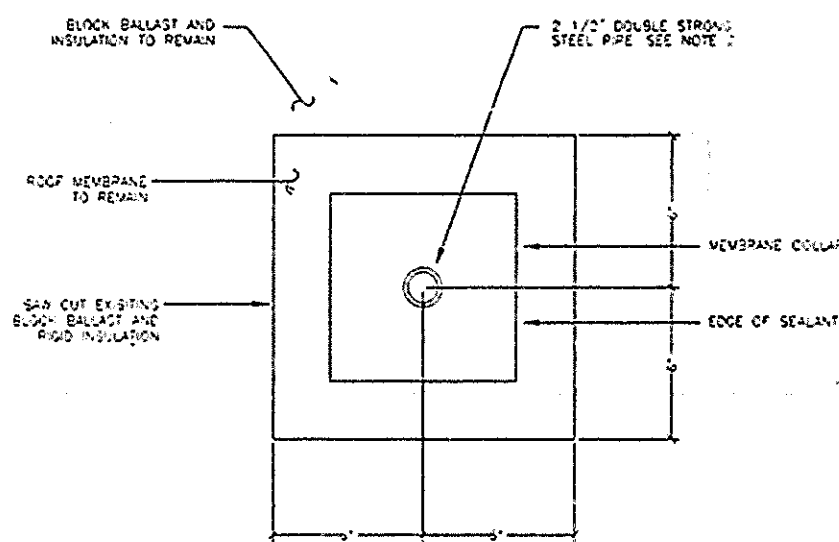 BLOCK BALLAST AND
INSULATION TO REMAIN
2 1/2" DOUBLE STRONG
STEEL PIPE SEE NOTE
ROOF MEMBRANE
TO REMAIN
MEMBRANE COLLAR
SAW CUT EXISITING
BLOCK BALLAST AND
RIGID INSULATION
EDGE OF SEALANT